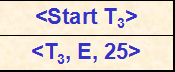 <Start T₃>
<T₃, E, 25>